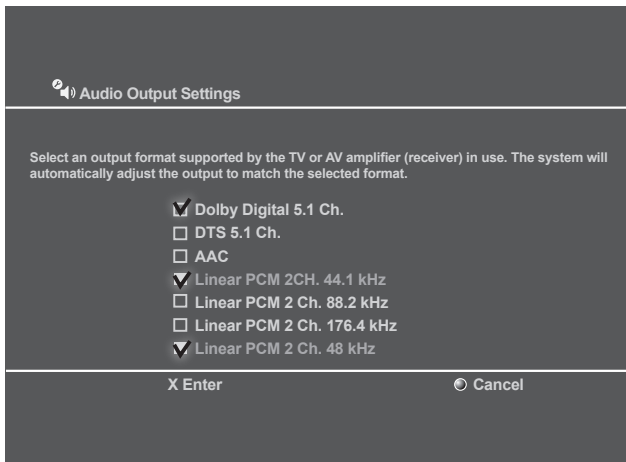 Audio Output Settings
Select an output format supported by the TV or AV amplifier (receiver) in use. The system will
automatically adjust the output to match the selected format.
Dolby Digital 5.1 Ch.
DTS 5.1 Ch.
AAC
Linear PCM 2CH. 44.1 kHz
Linear PCM 2 Ch. 88.2 kHz
Linear PCM 2 Ch. 176.4 kHz
Linear PCM 2 Ch. 48 kHz
X Enter Cancel